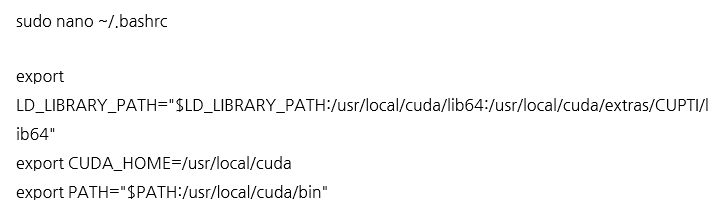 sudo nano ~/.bashrc
export
LD_LIBRARY_PATH="$LD_LIBRARY_PATH:/usr/local/cuda/lib64:/usr/local/cuda/extras/CUPTI/l
ib64"
export CUDA_HOME=/usr/local/cuda
export PATH="$PATH:/usr/local/cuda/bin"